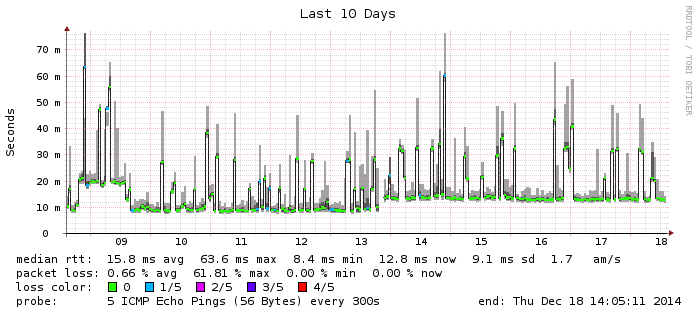 Last 10 Days
RRDTOOL / TOBI OETIKER
Seconds
70 m
60 m
50 m
40 m
30 m
20 m
10 m
0
09 10 11 12 13 14 15 16 17 18
median rtt: 15.8 ms avg 63.6 ms max 8.4 ms min 12.8 ms now 9.1 ms sd 1.7 am/s
packet loss: 0.66 % avg 61.81 % max 0.00 % min 0.00 % now
loss color: 0 1/5 2/5 3/5 4/5
probe: 5 ICMP Echo Pings (56 Bytes) every 300s end: Thu Dec 18 14:05:11 2014